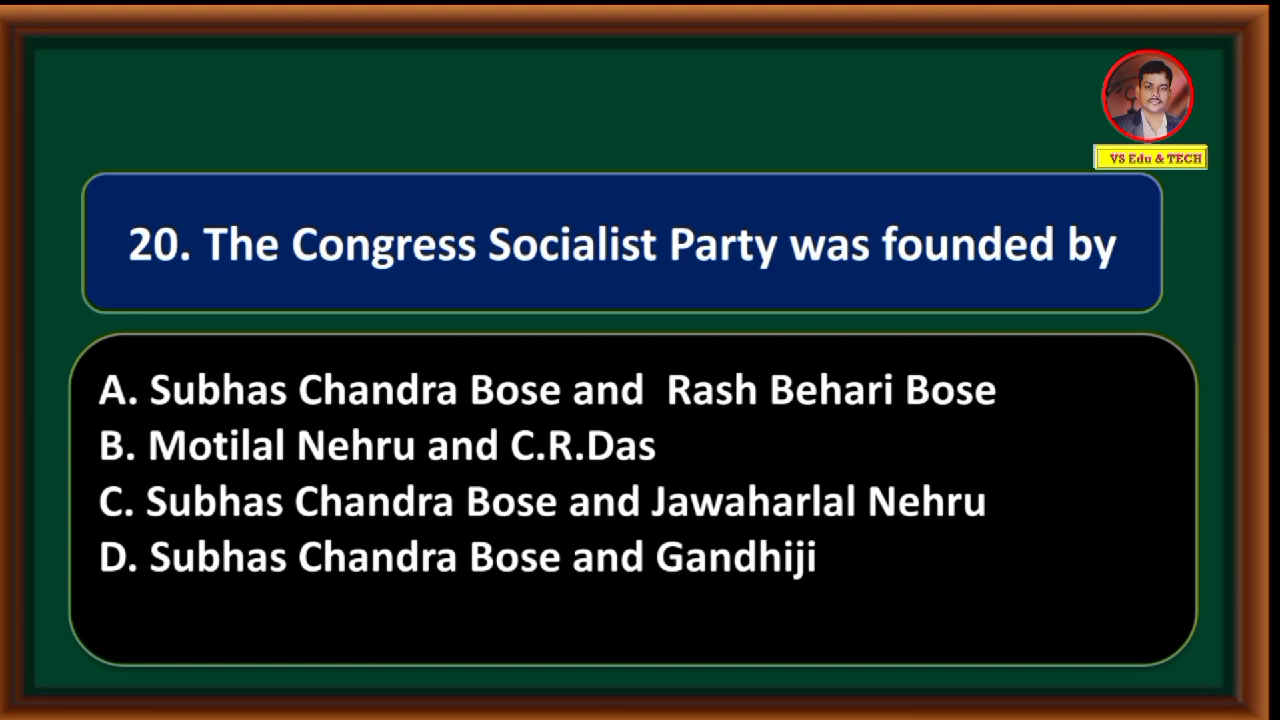 VS Edu & TECH
20. The Congress Socialist Party was founded by
A. Subhas Chandra Bose and  Rash Behari Bose
B. Motilal Nehru and C.R.Das
C. Subhas Chandra Bose and Jawaharlal Nehru
D. Subhas Chandra Bose and Gandhiji